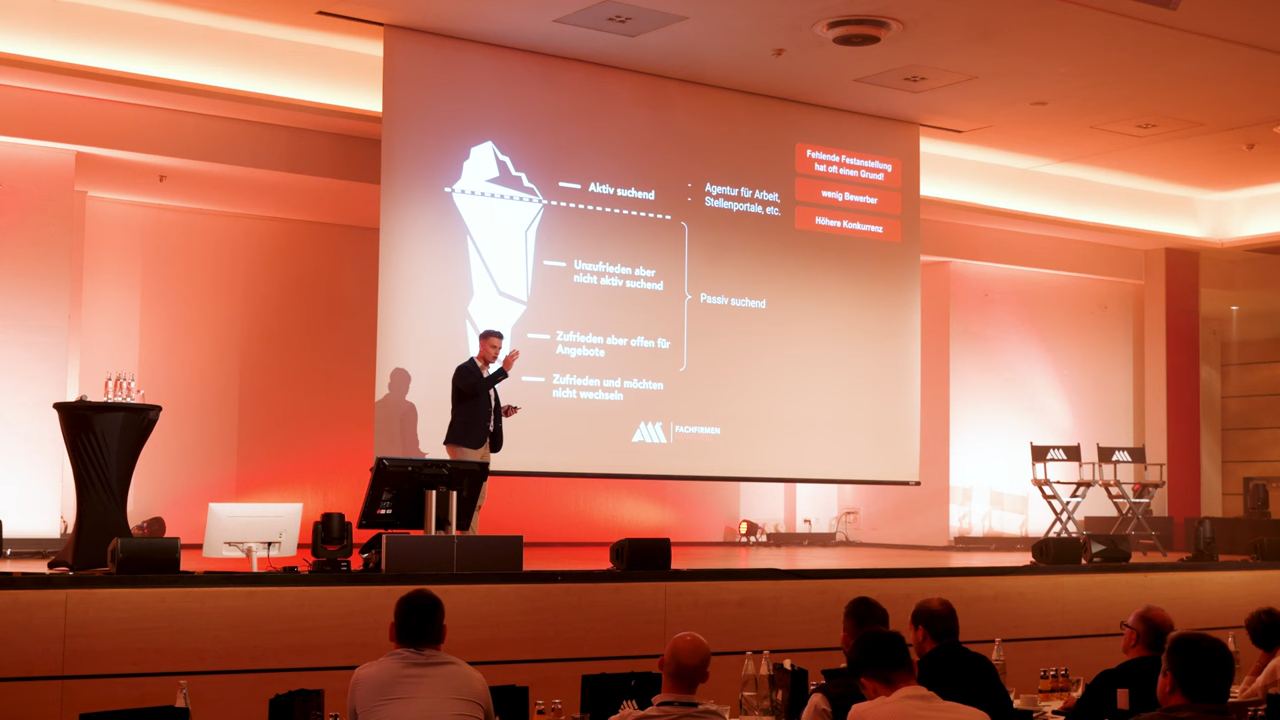 Aktiv suchend
Agentur für Arbeit,
Stellenportale, etc.
Fehlende Festanstellung
hat oft einen Grund!
wenig Bewerber
Höhere Konkurrenz
Unzufrieden aber
nicht aktiv suchend
Passiv suchend
Zufrieden aber offen für
Angebote
Zufrieden und möchten
nicht wechseln
FACHFIRMEN